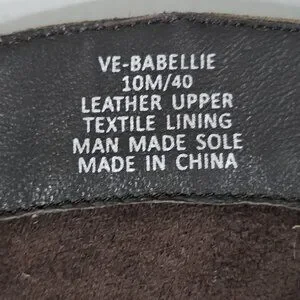 VE-BABELLIE
10M/40
LEATHER UPPER
TEXTILE LINING
MAN MADE SOLE
MADE IN CHINA